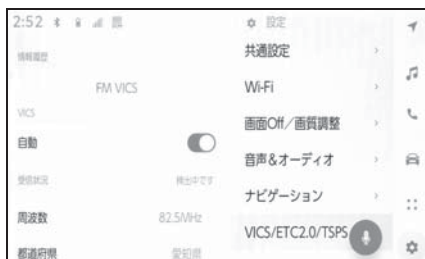 2:52
情報履歴
FM VICS
VICS
自動
受信状況 検出中です
周波数 82.5MHz
都道府県 愛知県
設定
共通設定
Wi-Fi
画面Off/画質調整
音声&オーディオ
ナビゲーション
VICS/ETC2.0/TSPS